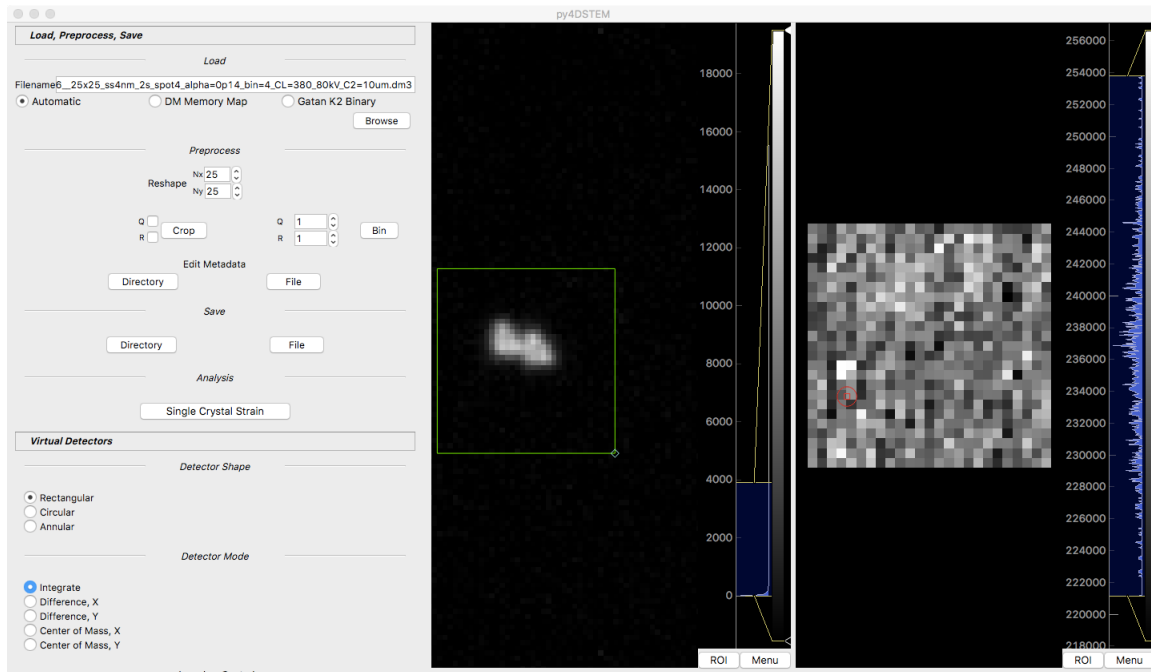 py4DSTEM
Load, Preprocess, Save
Load
Filename 6__25x25_ss4nm_2s_spot4_alpha=0p14_bin=4_CL=380_80kV_C2=10um.dm3
Automatic DM Memory Map Gatan K2 Binary
Browse
Preprocess
Reshape Nx 25
Ny 25
Q Crop Q 1 Bin
R R 1
Edit Metadata
Directory File
Save
Directory File
Analysis
Single Crystal Strain
Virtual Detectors
Detector Shape
Rectangular
Circular
Annular
Detector Mode
Integrate
Difference, X
Difference, Y
Center of Mass, X
Center of Mass, Y
18000
16000
14000
12000
10000
8000
6000
4000
2000
0
ROI Menu
256000
254000
252000
250000
248000
246000
244000
242000
240000
238000
236000
234000
232000
230000
228000
226000
224000
222000
220000
218000
ROI Menu